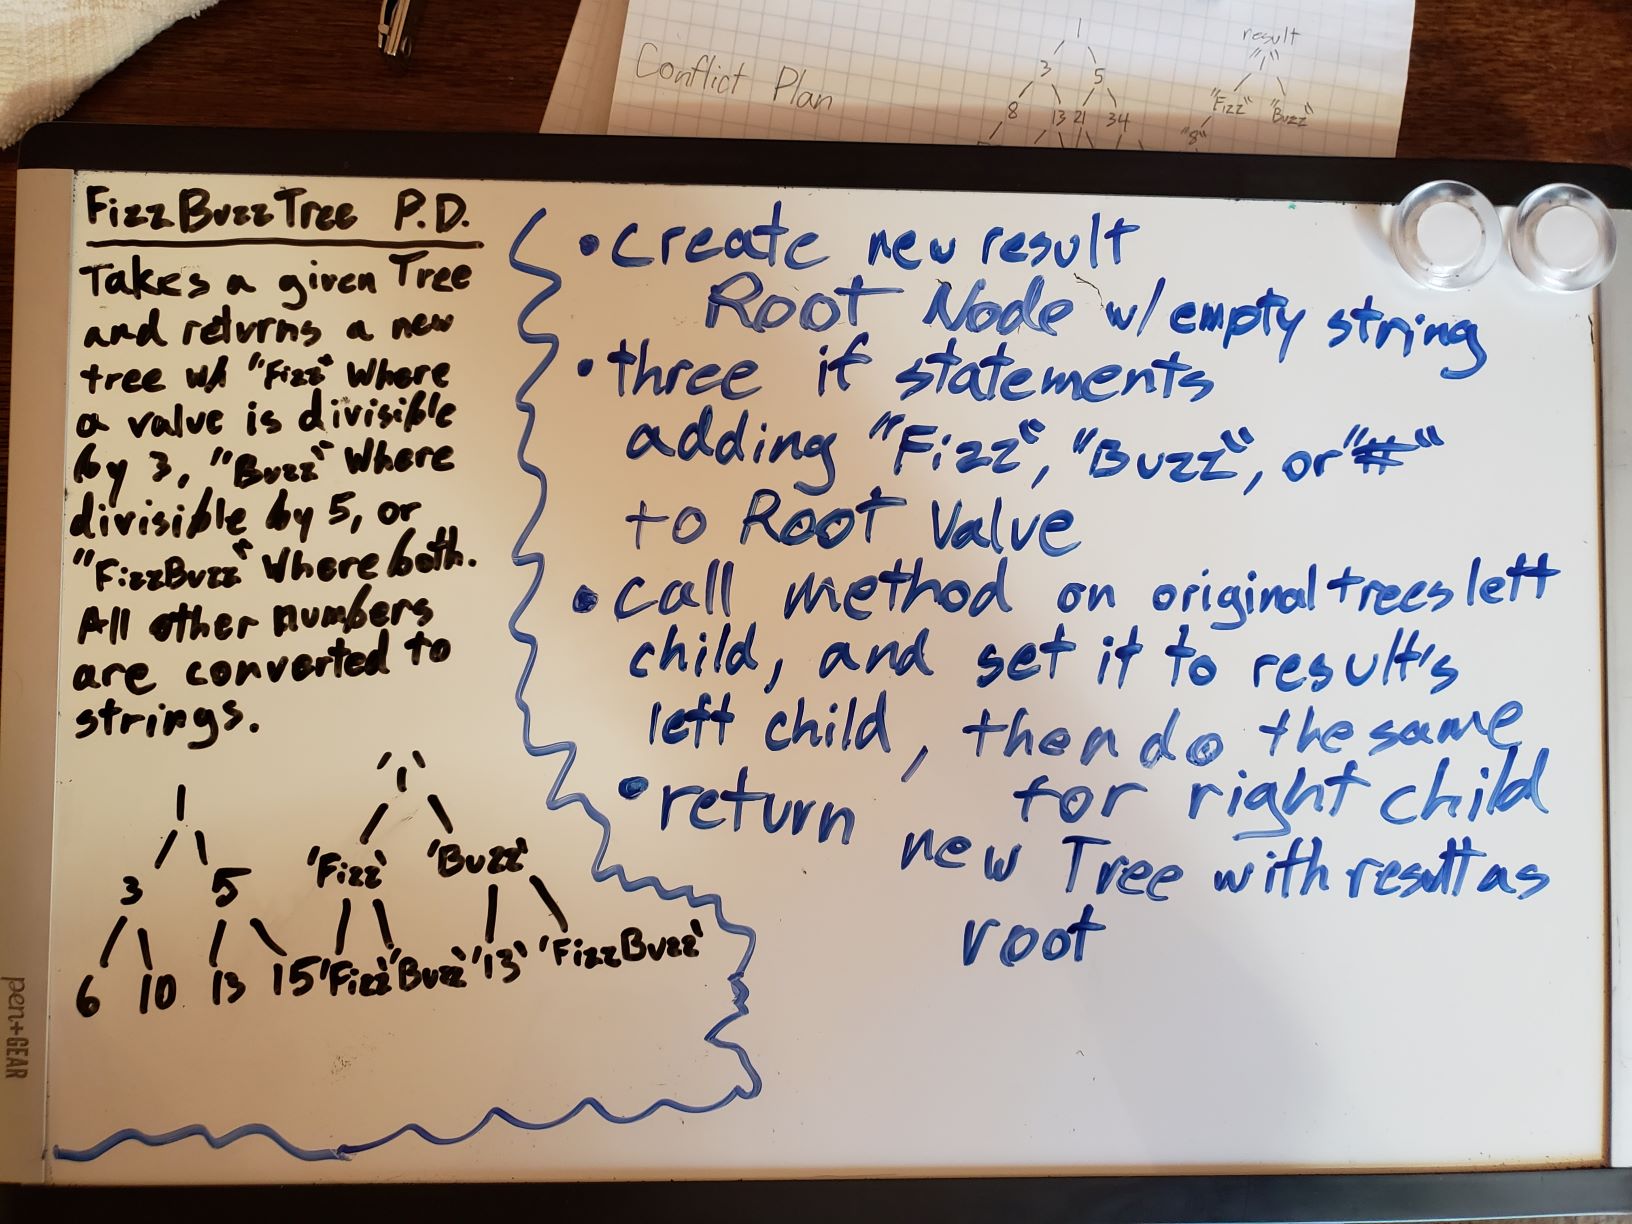 Conflict Plan
1
3 5
8 13 21 34
result
""
"Fizz" "Buzz"
"8"
FizzBuzzTree P.D.
Takes a given Tree
and returns a new
tree w/ "Fizz" Where
a value is divisible
by 3, "Buzz" Where
divisible by 5, or
"FizzBuzz" Where both.
All other numbers
are converted to
strings.
1
3 5
6 10 13 15
'1'
'Fizz' 'Buzz'
'Fizz' 'Buzz' '13' 'FizzBuzz'
• create new result
Root Node w/ empty string
• three if statements
adding "Fizz", "Buzz", or "#"
to Root Value
• call method on original trees left
child, and set it to result's
left child, then do the same
for right child
• return new Tree with result as
root
pen+GEAR